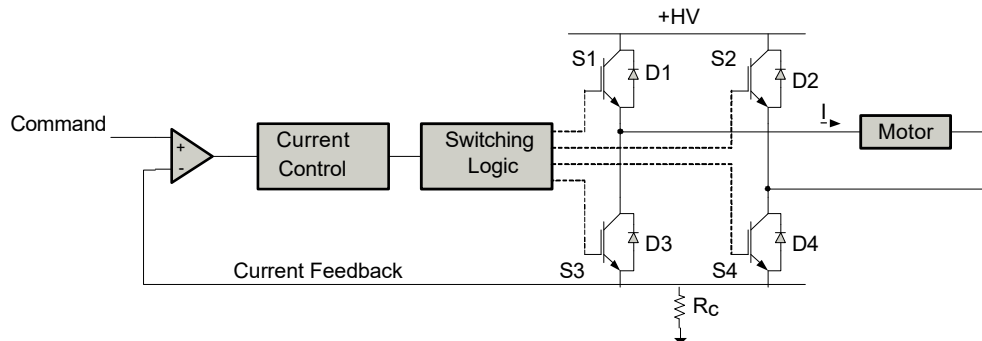 +HV
S1
D1
S2
D2
Command
+
-
Current
Control
Switching
Logic
I
Motor
D3
S3
D4
S4
Current Feedback
Rc